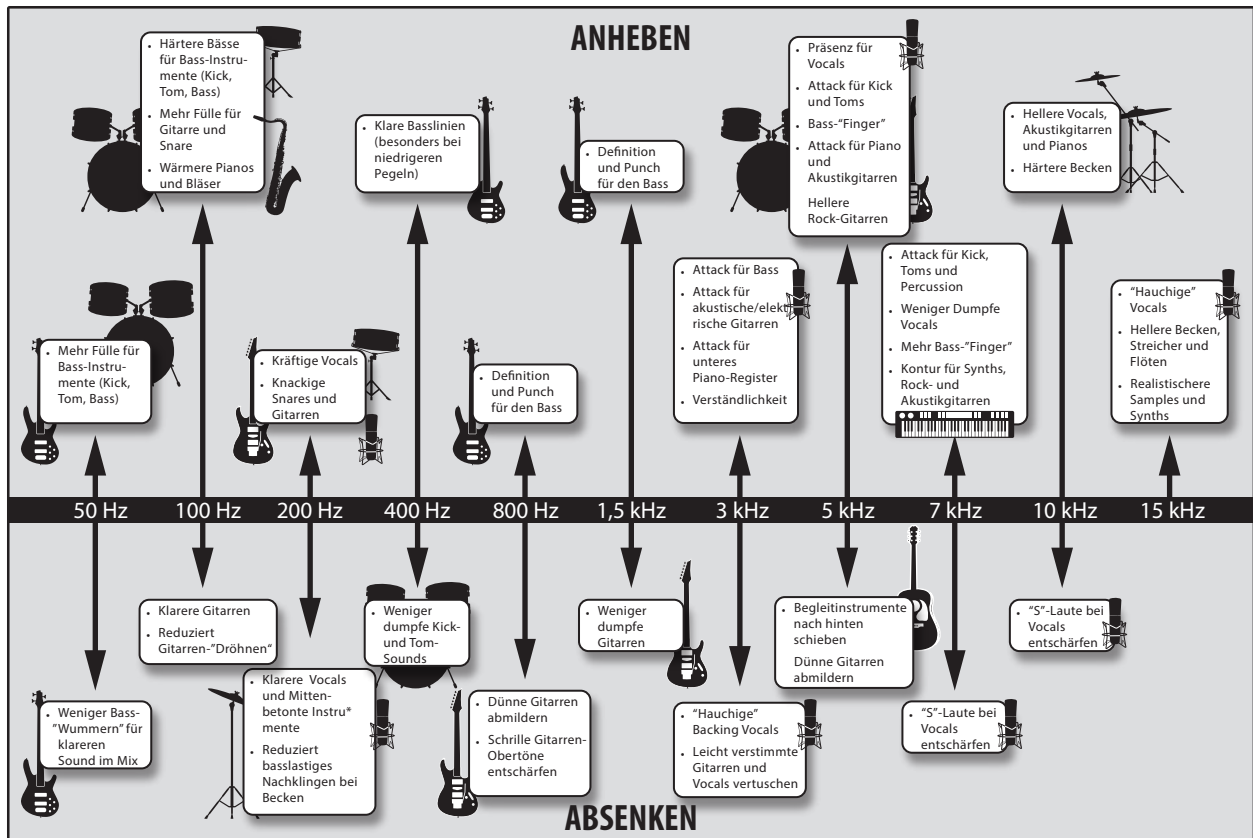 ANHEBEN
· Härtere Bässe
für Bass-Instru-
mente (Kick,
Tom, Bass)
· Mehr Fülle für
Gitarre und
Snare
· Wärmere Pianos
und Bläser
· Klare Basslinien
(besonders bei
niedrigeren
Pegeln)
· Definition
und Punch
für den Bass
· Präsenz für
Vocals
· Attack für Kick
und Toms
· Bass-“Finger”
· Attack für Piano
und
Akustikgitarren
Hellere
Rock-Gitarren
· Hellere Vocals,
Akustikgitarren
und Pianos
· Härtere Becken
· Mehr Fülle für
Bass-Instru-
mente (Kick,
Tom, Bass)
· Kräftige Vocals
· Knackige
Snares und
Gitarren
· Definition
und Punch
für den Bass
· Attack für Bass
· Attack für
akustische/elekt
rische Gitarren
· Attack für
unteres
Piano-Register
· Verständlichkeit
· Attack für Kick,
Toms und
Percussion
· Weniger Dumpfe
Vocals
· Mehr Bass-”Finger”
· Kontur für Synths,
Rock- und
Akustikgitarren
· “Hauchige”
Vocals
· Hellere Becken,
Streicher und
Flöten
· Realistischere
Samples und
Synths
50 Hz 100 Hz 200 Hz 400 Hz 800 Hz 1,5 kHz 3 kHz 5 kHz 7 kHz 10 kHz 15 kHz
· Weniger Bass-
”Wummern” für
klareren
Sound im Mix
· Klarere Gitarren
· Reduziert
Gitarren-”Dröhnen“
· Klarere Vocals
und Mitten-
betonte Instru*
mente
· Reduziert
basslastiges
Nachklingen bei
Becken
· Weniger
dumpfe Kick-
und Tom-
Sounds
· Dünne Gitarren
abmildern
· Schrille Gitarren-
Obertöne
entschärfen
· Weniger
dumpfe
Gitarren
· “Hauchige”
Backing Vocals
· Leicht verstimmte
Gitarren und
Vocals vertuschen
· Begleitinstrumente
nach hinten
schieben
Dünne Gitarren
abmildern
· “S”-Laute bei
Vocals
entschärfen
· “S”-Laute bei
Vocals
entschärfen
ABSENKEN